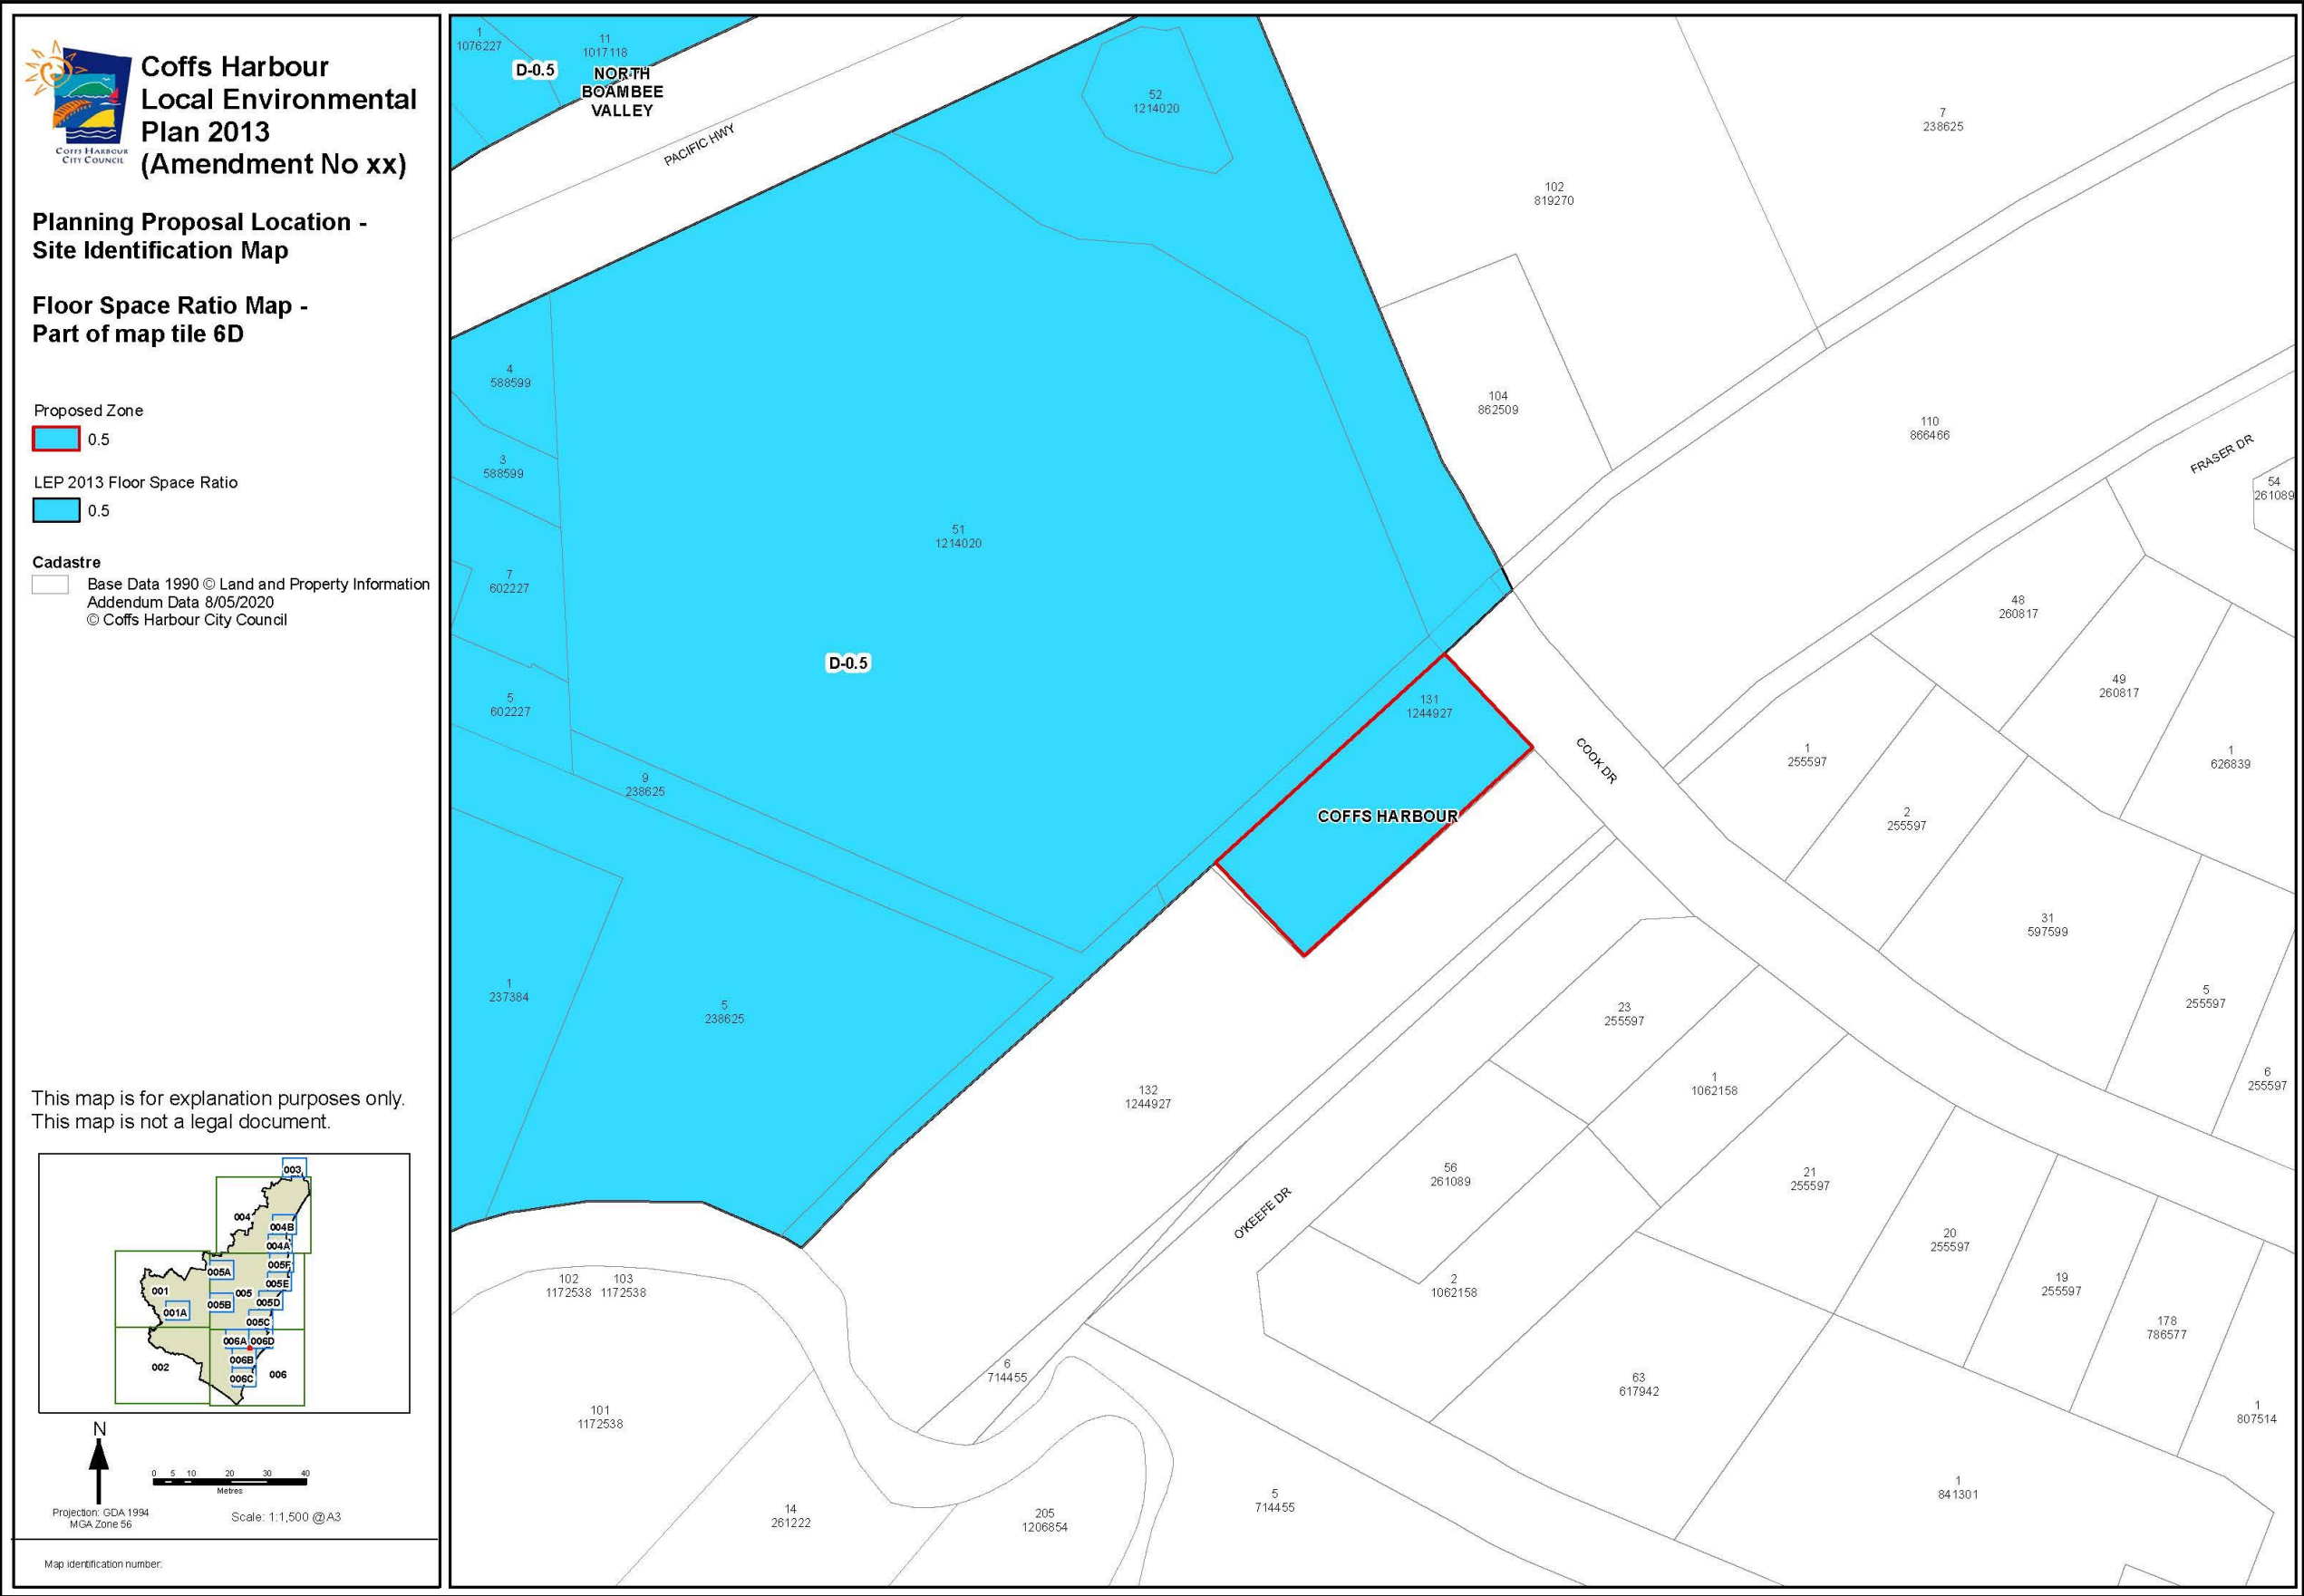 Coffs Harbour
Local Environmental
Plan 2013
(Amendment No xx)
COFFS HARBOUR
CITY COUNCIL
Planning Proposal Location -
Site Identification Map
Floor Space Ratio Map -
Part of map tile 6D
Proposed Zone
0.5
LEP 2013 Floor Space Ratio
0.5
Cadastre
Base Data 1990 © Land and Property Information
Addendum Data 8/05/2020
© Coffs Harbour City Council
This map is for explanation purposes only.
This map is not a legal document.
003
004
004B
004A
005F
005A
005E
001
005
005B
005D
001A
005C
006A
006D
006B
002
006C
006
N
0 5 10 20 30 40
Metres
Projection: GDA 1994
MGA Zone 56
Scale: 1:1,500 @A3
Map identification number:
1
1076227
11
1017118
D-0.5
NORTH
BOAMBEE
VALLEY
PACIFIC HWY
52
1214020
7
238625
102
819270
4
588599
104
862509
110
866466
FRASER DR
3
588599
54
261089
51
1214020
7
602227
48
260817
D-0.5
5
602227
131
1244927
49
260817
COOK DR
1
255597
1
626839
9
238625
COFFS HARBOUR
2
255597
31
597599
1
237384
5
238625
23
255597
5
255597
132
1244927
1
1062158
6
255597
56
261089
21
255597
O'KEEFE DR
20
255597
102
1172538
103
1172538
2
1062158
19
255597
178
786577
6
714455
63
617942
101
1172538
1
807514
14
261222
205
1206854
5
714455
1
841301